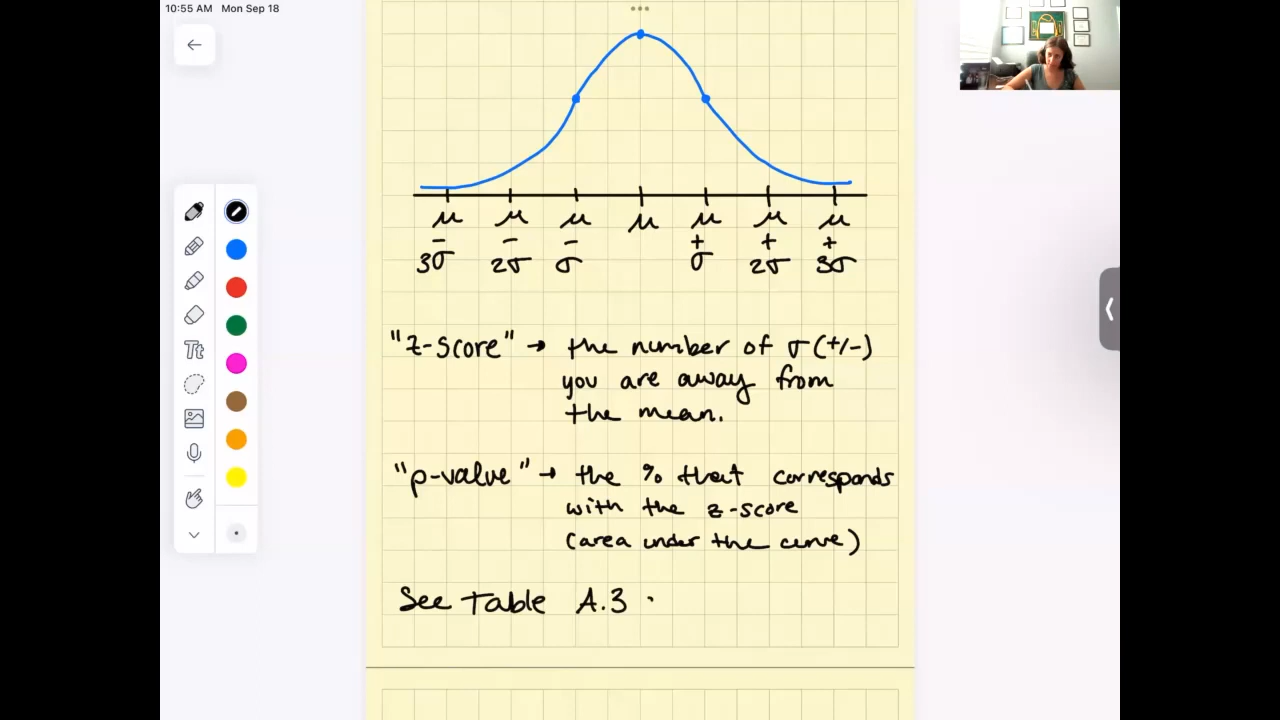 10:55 AM Mon Sep 18
μ μ μ μ μ μ μ
− − − + + +
3σ 2σ σ σ 2σ 3σ
"z-score" → the number of σ (+/-)
you are away from
the mean.
"p-value" → the % that corresponds
with the z-score
(area under the curve)
See Table A.3
Tt